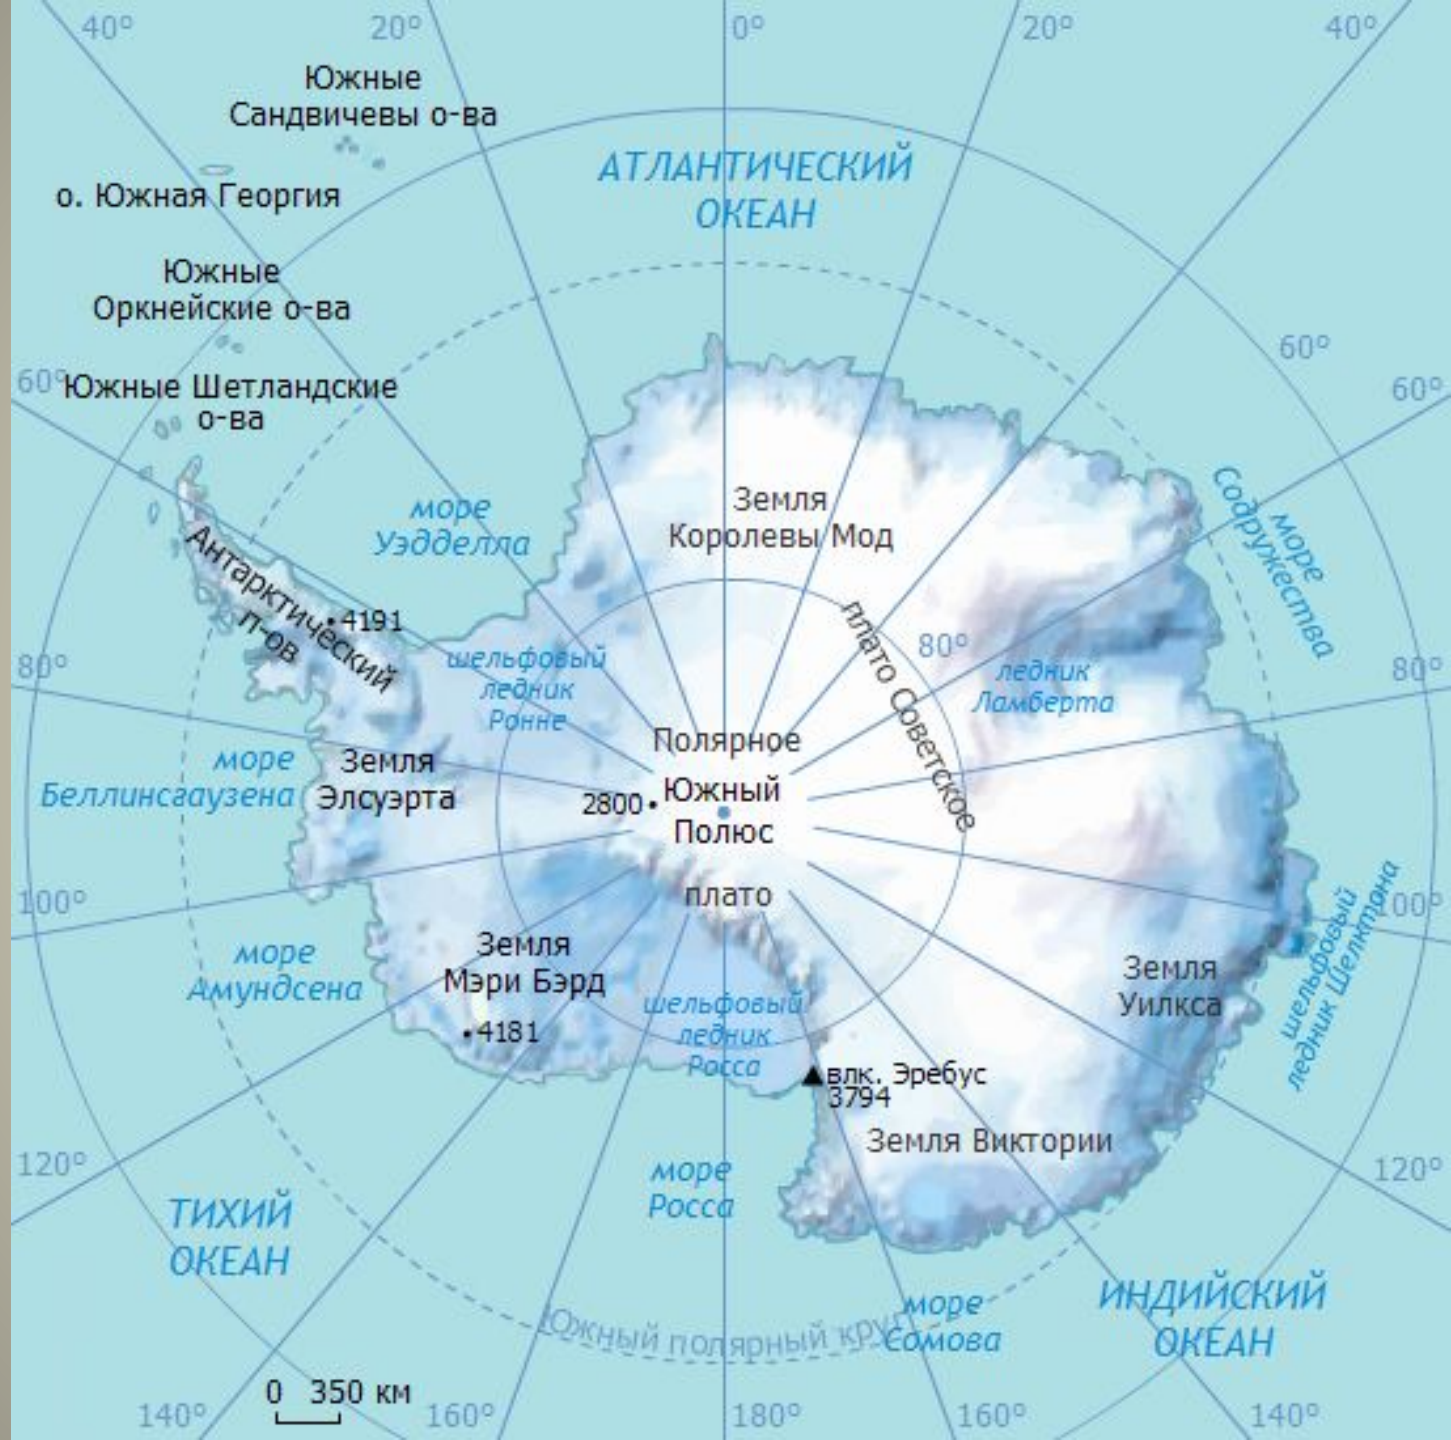 40°
20°
0°
20°
40°
Южные
Сандвичевы о-ва
АТЛАНТИЧЕСКИЙ
ОКЕАН
о. Южная Георгия
Южные
Оркнейские о-ва
60°
60°
Южные Шетландские
о-ва
60°
море
Уэдделла
Земля
Королевы Мод
море
Содружества
Антарктический
п-ов
4191
плато Советское
80°
80°
шельфовый
ледник
Ронне
ледник
Ламберта
80°
Полярное
море
Беллинсгаузена
Земля
Элсуэрта
2800
Южный
Полюс
плато
100°
100°
шельфовый
ледник Шелктона
море
Амундсена
Земля
Мэри Бэрд
4181
шельфовый
ледник
Росса
Земля
Уилкса
влк. Эребус
3794
Земля Виктории
120°
120°
море
Росса
ТИХИЙ
ОКЕАН
ИНДИЙСКИЙ
ОКЕАН
Южный полярный круг
море
Сомова
0 350 км
140°
160°
180°
160°
140°